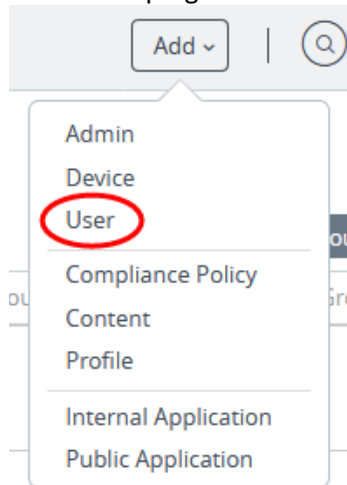 Add
Admin
Device
User
Compliance Policy
Content
Profile
Internal Application
Public Application